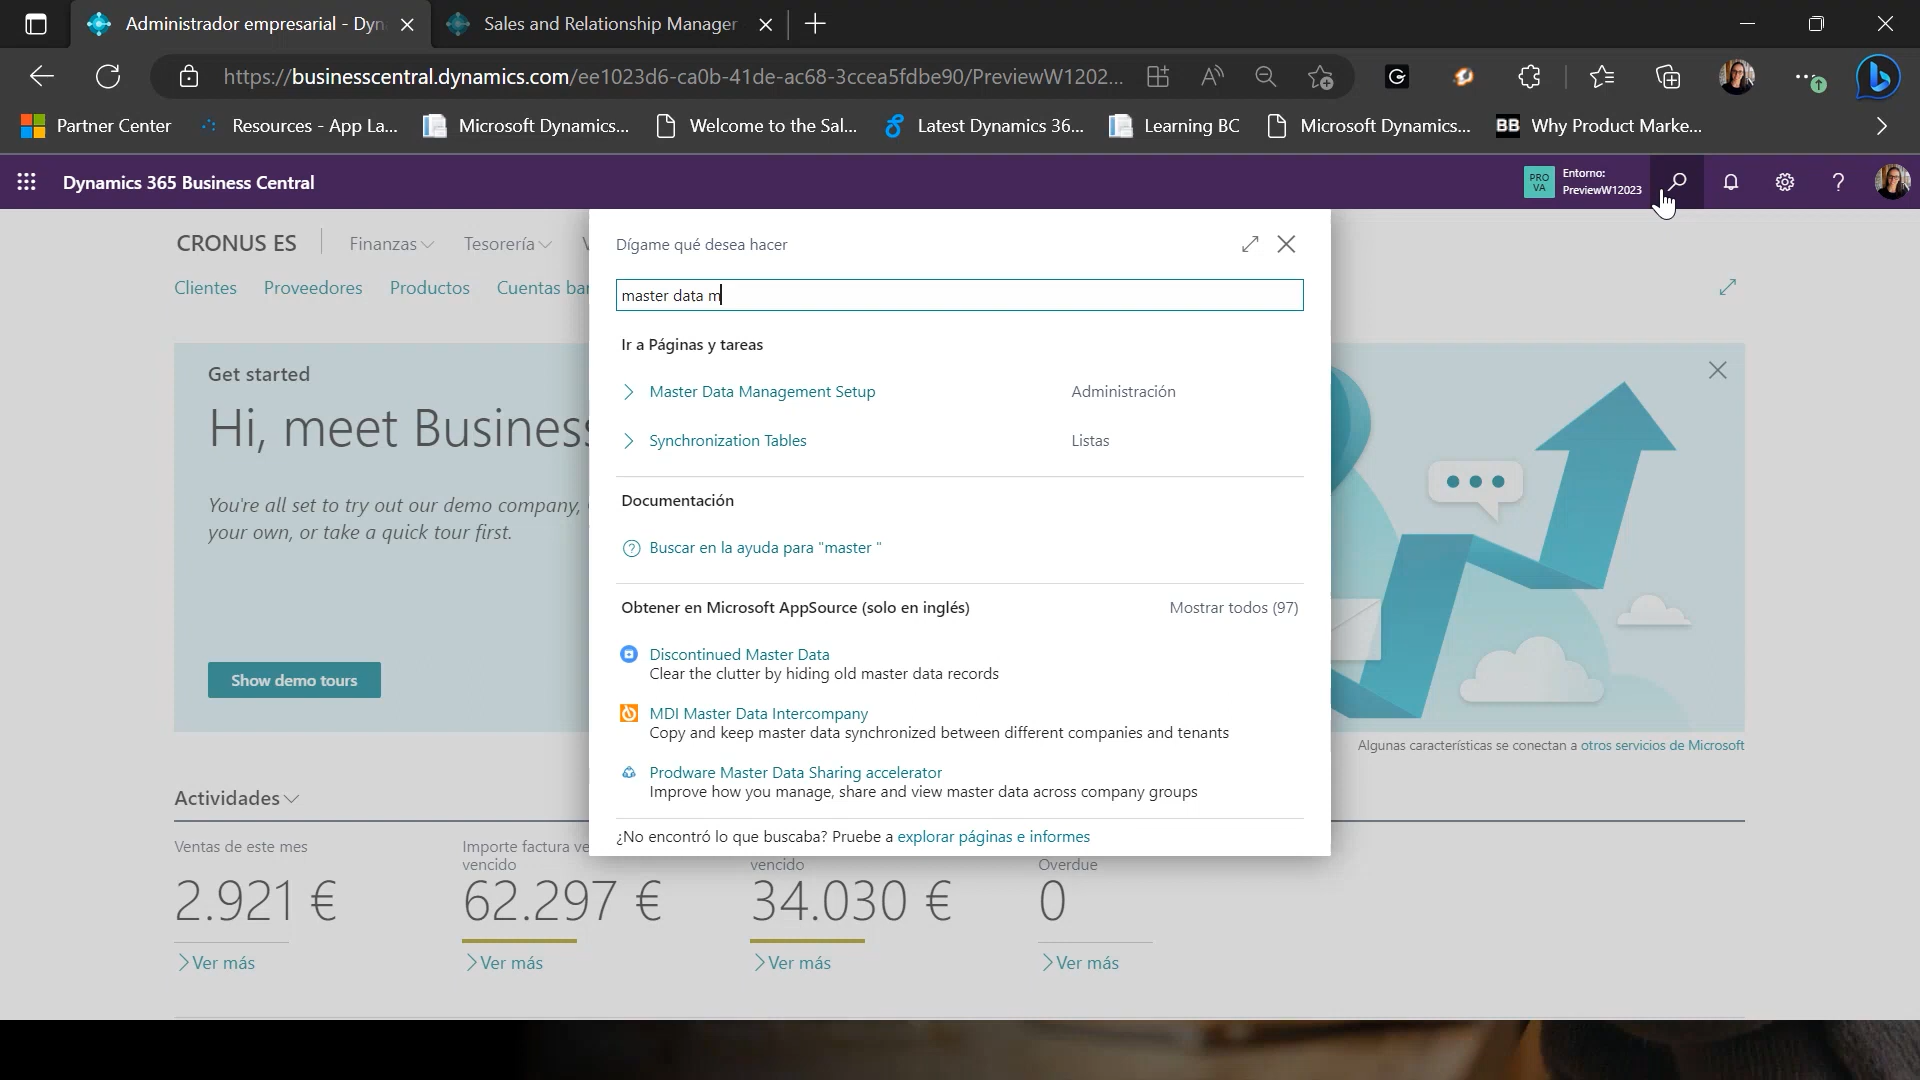 Administrador empresarial - Dyn
Sales and Relationship Manager
https://businesscentral.dynamics.com/ee1023d6-ca0b-41de-ac68-3ccea5fdbe90/PreviewW1202...
Partner Center
Resources - App La...
Microsoft Dynamics...
Welcome to the Sal...
Latest Dynamics 36...
Learning BC
Microsoft Dynamics...
BB Why Product Marke...
Dynamics 365 Business Central
PRO
VA
Entorno:
PreviewW12023
CRONUS ES
Finanzas
Tesorería
Clientes
Proveedores
Productos
Cuentas ban
Get started
Hi, meet Business
You're all set to try out our demo company,
your own, or take a quick tour first.
Show demo tours
Dígame qué desea hacer
master data m
Ir a Páginas y tareas
Master Data Management Setup
Administración
Synchronization Tables
Listas
Documentación
Buscar en la ayuda para "master "
Obtener en Microsoft AppSource (solo en inglés)
Mostrar todos (97)
Discontinued Master Data
Clear the clutter by hiding old master data records
MDI Master Data Intercompany
Copy and keep master data synchronized between different companies and tenants
Prodware Master Data Sharing accelerator
Improve how you manage, share and view master data across company groups
¿No encontró lo que buscaba? Pruebe a explorar páginas e informes
Algunas características se conectan a otros servicios de Microsoft
Actividades
Ventas de este mes
2.921 €
Ver más
Importe factura ve
vencido
62.297 €
Ver más
vencido
34.030 €
Ver más
Overdue
0
Ver más